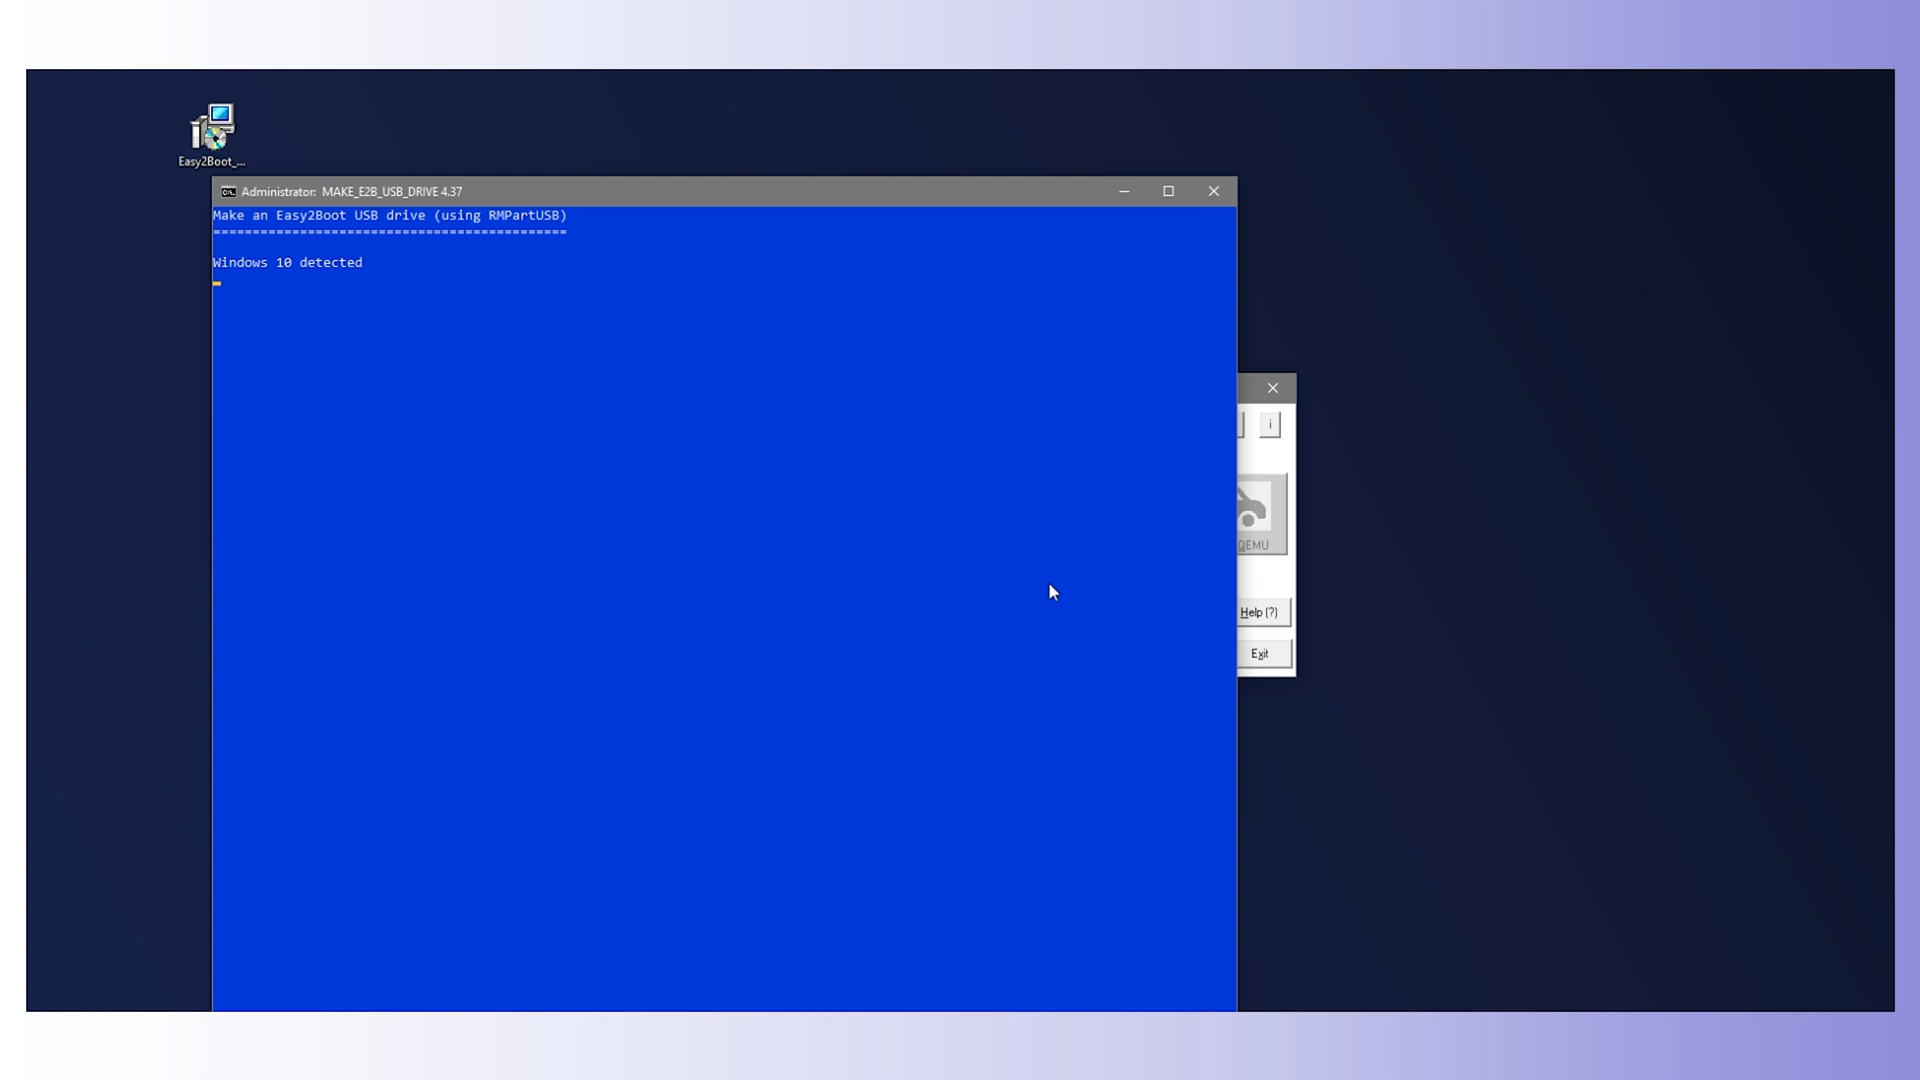 Easy2Boot_...
Administrator: MAKE_E2B_USB_DRIVE 4.37
Make an Easy2Boot USB drive (using RMPartUSB)
=============================================
Windows 10 detected
i
QEMU
Help (?)
Exit